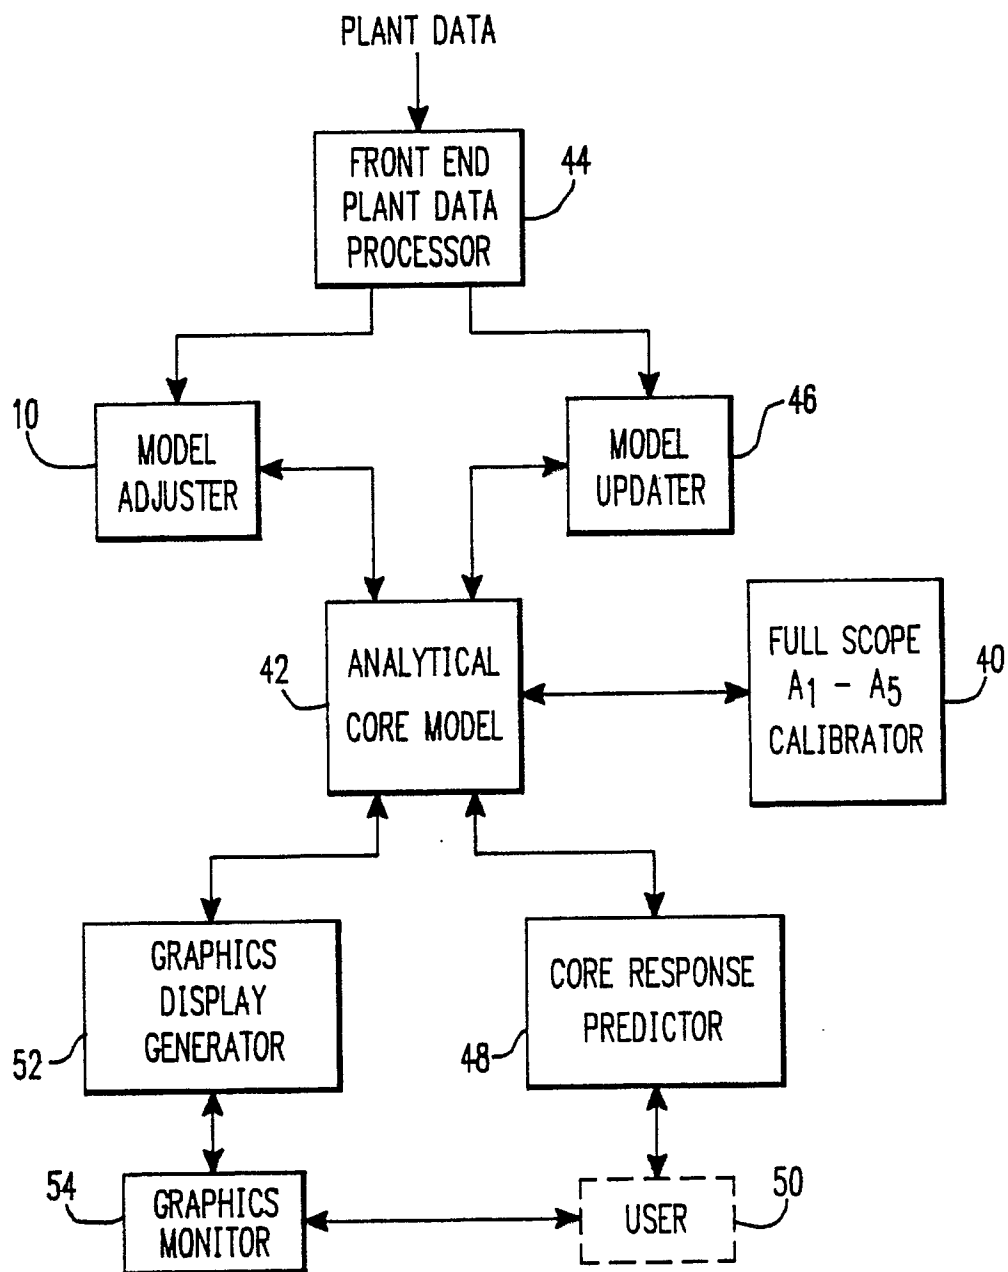 PLANT DATA
FRONT END
PLANT DATA
PROCESSOR
44
10
MODEL
ADJUSTER
MODEL
UPDATER
46
42
ANALYTICAL
CORE MODEL
FULL SCOPE
A1 - A5
CALIBRATOR
40
GRAPHICS
DISPLAY
GENERATOR
52
CORE RESPONSE
PREDICTOR
48
54
GRAPHICS
MONITOR
USER
50